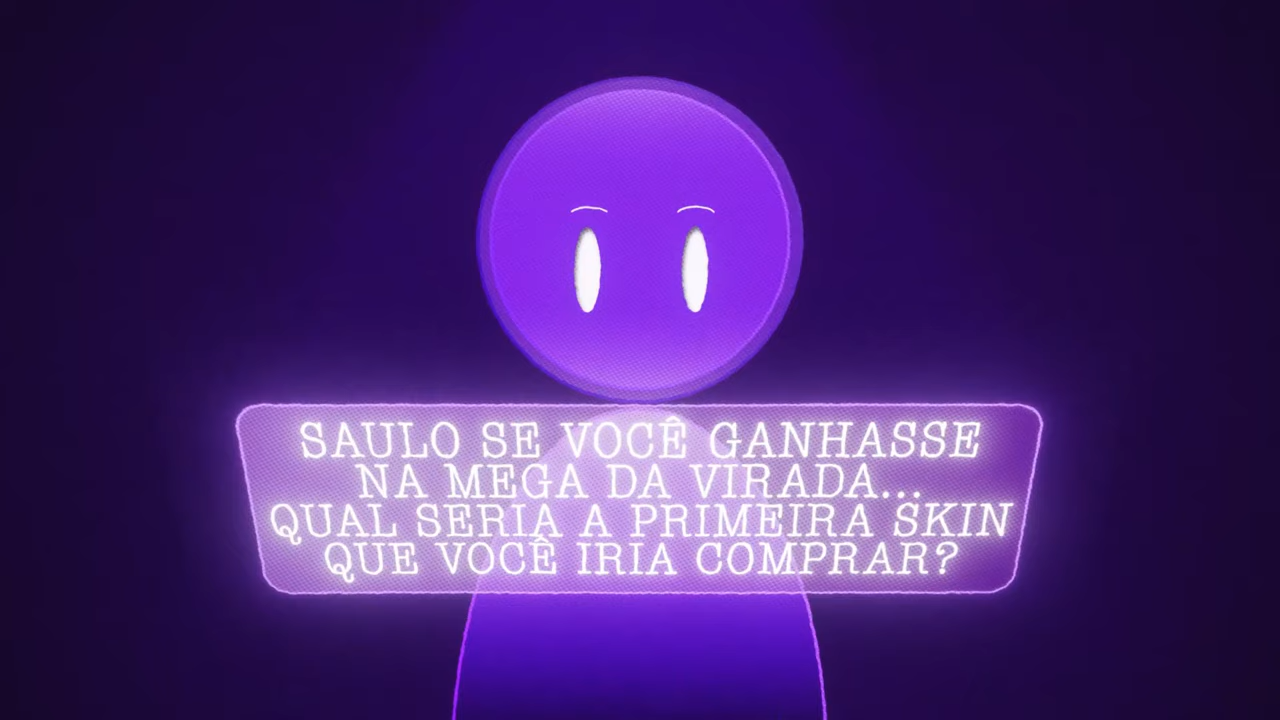 SAULO SE VOCÊ GANHASSE
NA MEGA DA VIRADA...
QUAL SERIA A PRIMEIRA SKIN
QUE VOCÊ IRIA COMPRAR?